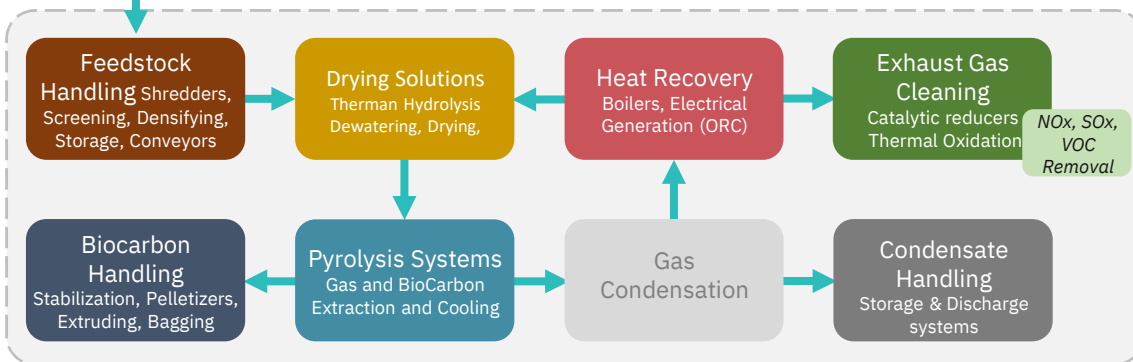 Feedstock
Handling Shredders,
Screening, Densifying,
Storage, Conveyors
Drying Solutions
Therman Hydrolysis
Dewatering, Drying,
Heat Recovery
Boilers, Electrical
Generation (ORC)
Exhaust Gas
Cleaning
Catalytic reducers
Thermal Oxidation
NOx, SOx,
VOC
Removal
Biocarbon
Handling
Stabilization, Pelletizers,
Extruding, Bagging
Pyrolysis Systems
Gas and BioCarbon
Extraction and Cooling
Gas
Condensation
Condensate
Handling
Storage & Discharge
systems